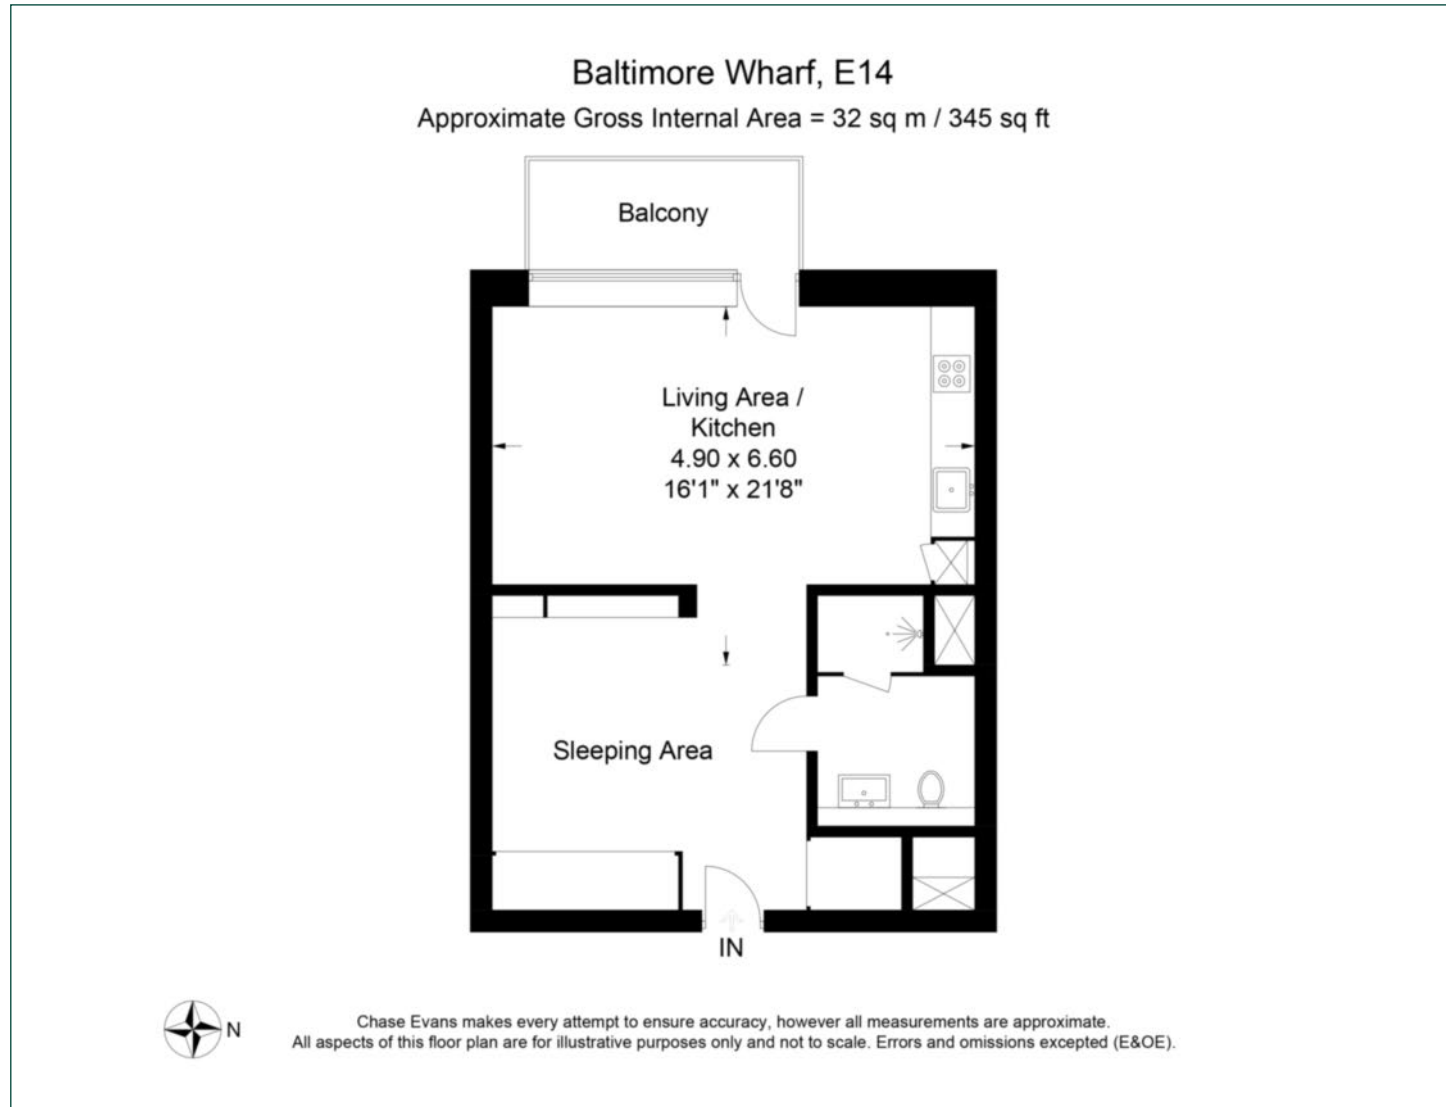 Baltimore Wharf, E14
Approximate Gross Internal Area = 32 sq m / 345 sq ft
Balcony
Living Area /
Kitchen
4.90 x 6.60
16'1" x 21'8"
Sleeping Area
IN
N
Chase Evans makes every attempt to ensure accuracy, however all measurements are approximate.
All aspects of this floor plan are for illustrative purposes only and not to scale. Errors and omissions excepted (E&OE).